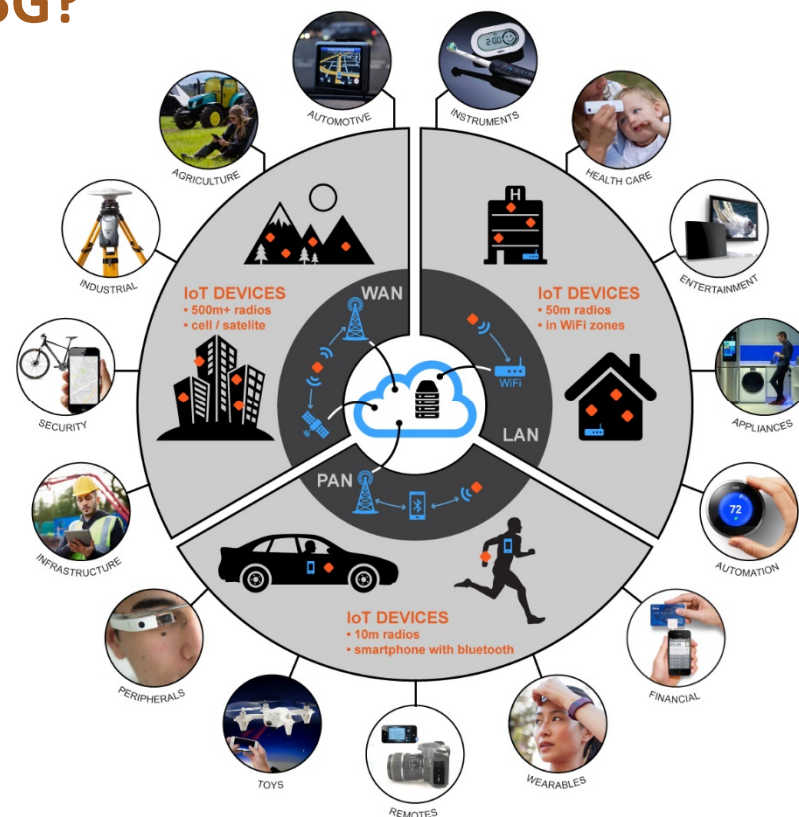 5G?
AUTOMOTIVE
INSTRUMENTS
AGRICULTURE
HEALTH CARE
INDUSTRIAL
ENTERTAINMENT
SECURITY
APPLIANCES
INFRASTRUCTURE
AUTOMATION
PERIPHERALS
FINANCIAL
TOYS
WEARABLES
REMOTES
IoT DEVICES
• 500m+ radios
• cell / satelite
WAN
H
IoT DEVICES
• 50m radios
• in WiFi zones
WiFi
LAN
PAN
IoT DEVICES
• 10m radios
• smartphone with bluetooth
72
2:00